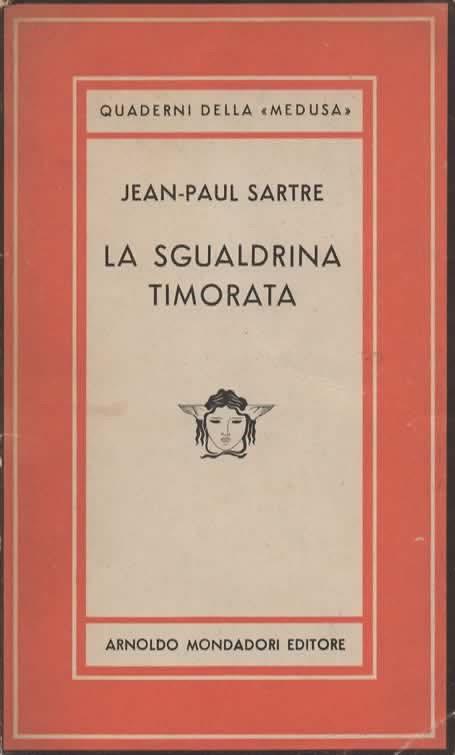 QUADERNI DELLA «MEDUSA»
JEAN-PAUL SARTRE
LA SGUALDRINA
TIMORATA
ARNOLDO MONDADORI EDITORE